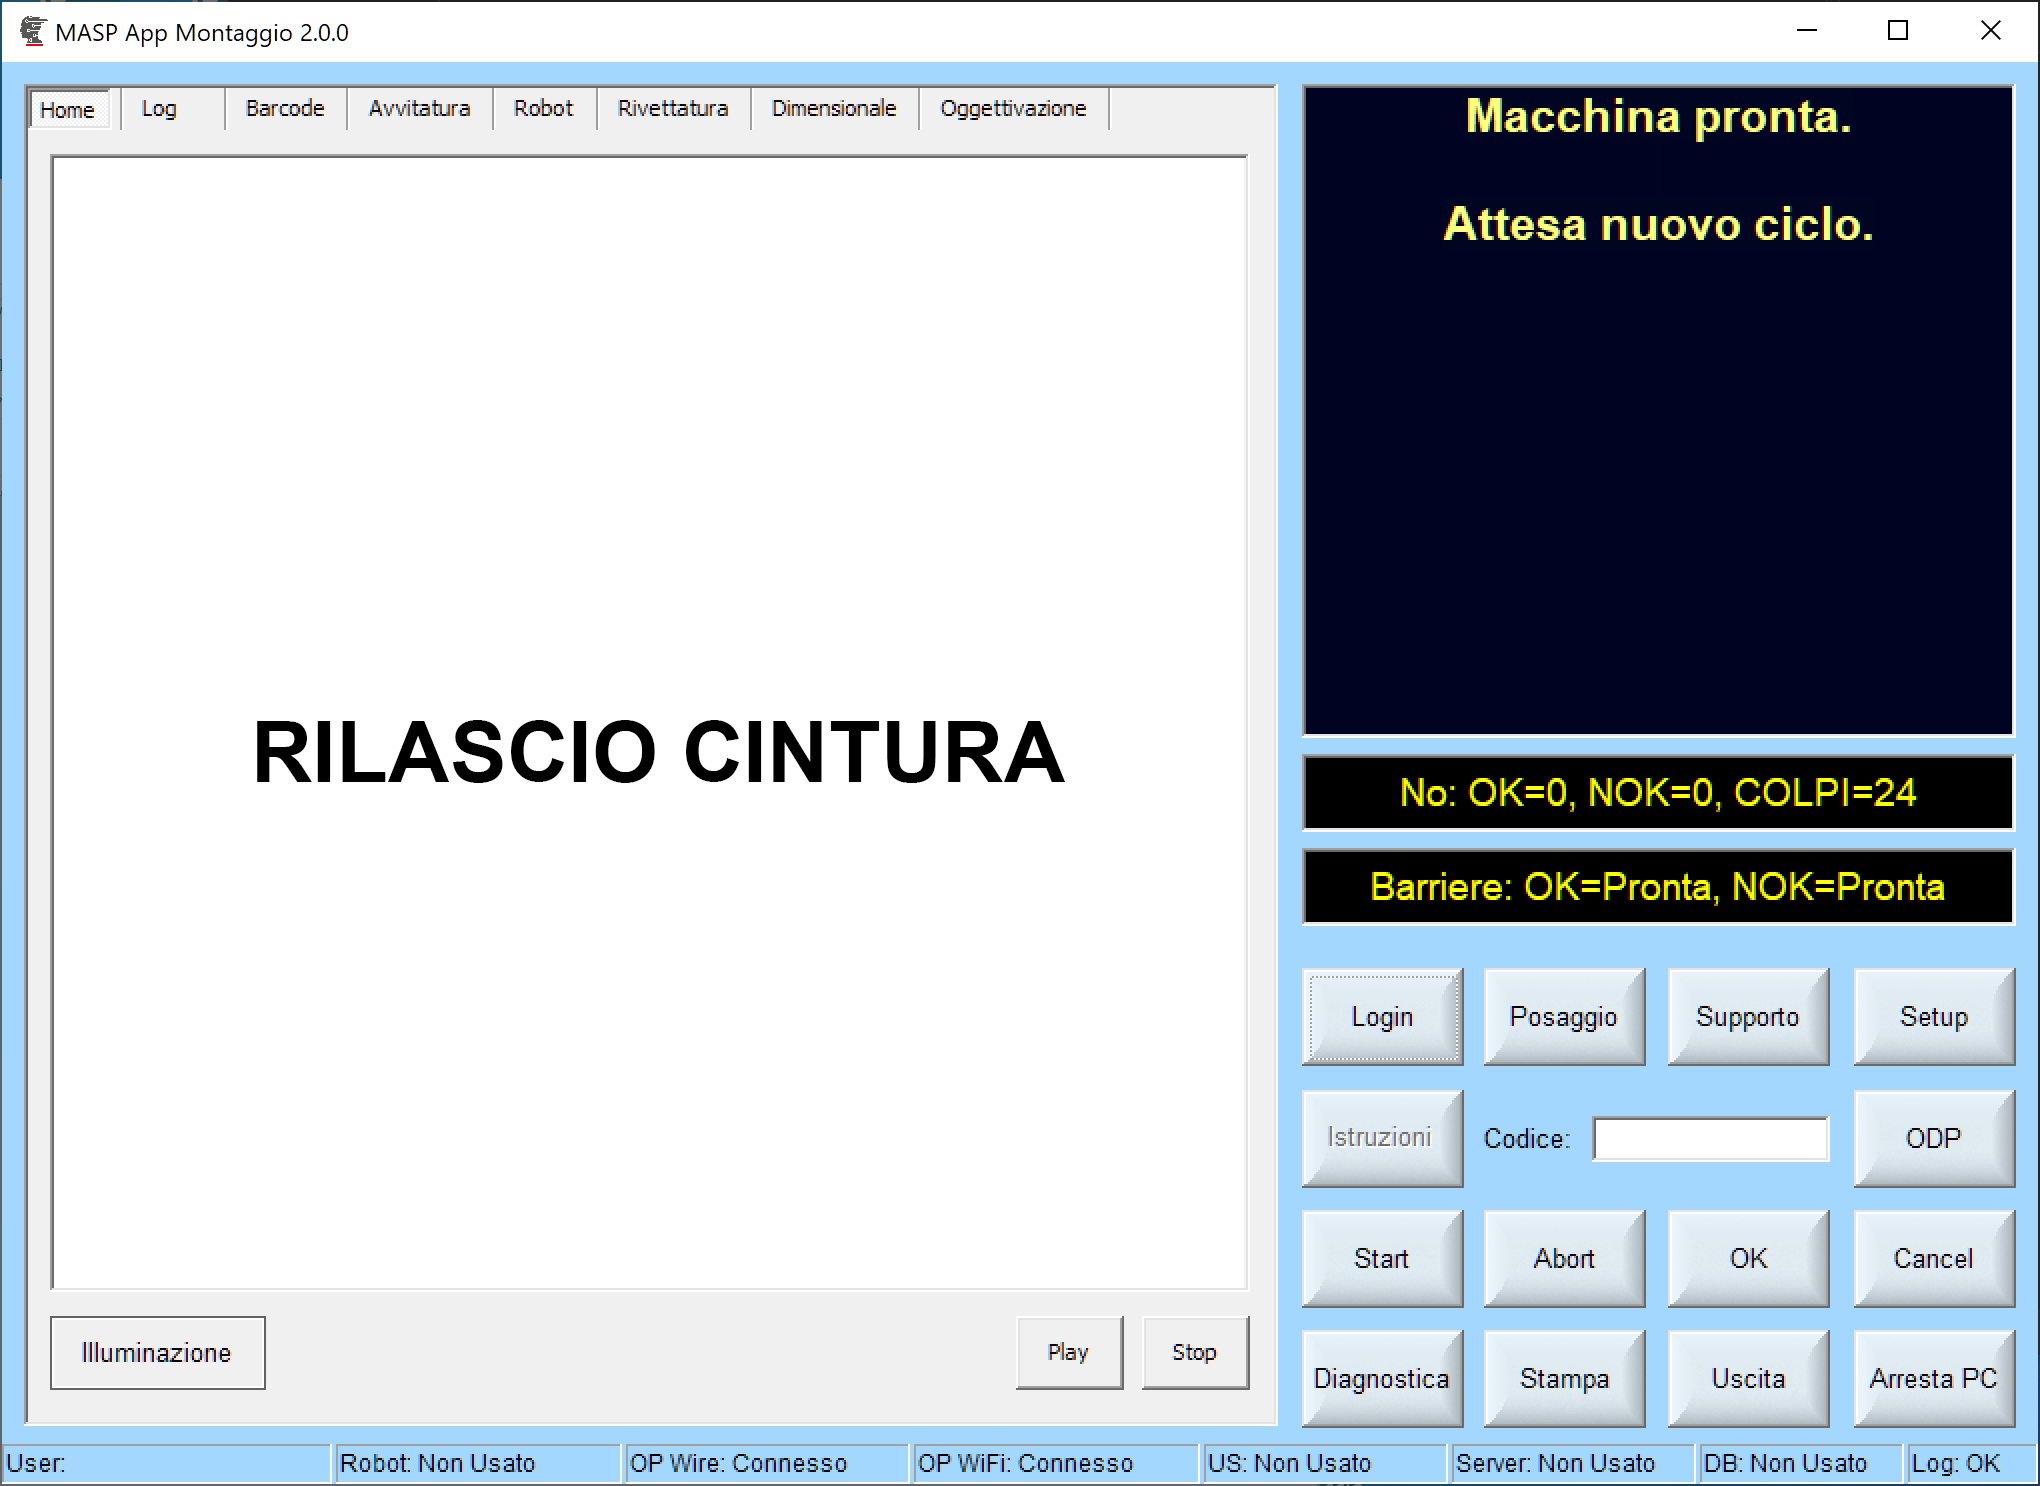 MASP App Montaggio 2.0.0
Home Log Barcode Avvitatura Robot Rivettatura Dimensionale Oggettivazione
RILASCIO CINTURA
Illuminazione Play Stop
Macchina pronta.
Attesa nuovo ciclo.
No: OK=0, NOK=0, COLPI=24
Barriere: OK=Pronta, NOK=Pronta
Login Posaggio Supporto Setup
Istruzioni Codice: ODP
Start Abort OK Cancel
Diagnostica Stampa Uscita Arresta PC
User: Robot: Non Usato OP Wire: Connesso OP WiFi: Connesso US: Non Usato Server: Non Usato DB: Non Usato Log: OK